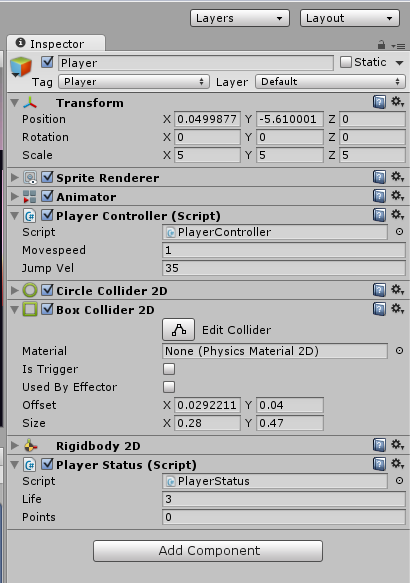 Layers Layout
Inspector
Player Static
Tag Player Layer Default
Transform
Position X 0.0499877 Y -5.610001 Z 0
Rotation X 0 Y 0 Z 0
Scale X 5 Y 5 Z 5
Sprite Renderer
Animator
Player Controller (Script)
Script PlayerController
Movespeed 1
Jump Vel 35
Circle Collider 2D
Box Collider 2D
Edit Collider
Material None (Physics Material 2D)
Is Trigger
Used By Effector
Offset X 0.0292211 Y 0.04
Size X 0.28 Y 0.47
Rigidbody 2D
Player Status (Script)
Script PlayerStatus
Life 3
Points 0
Add Component